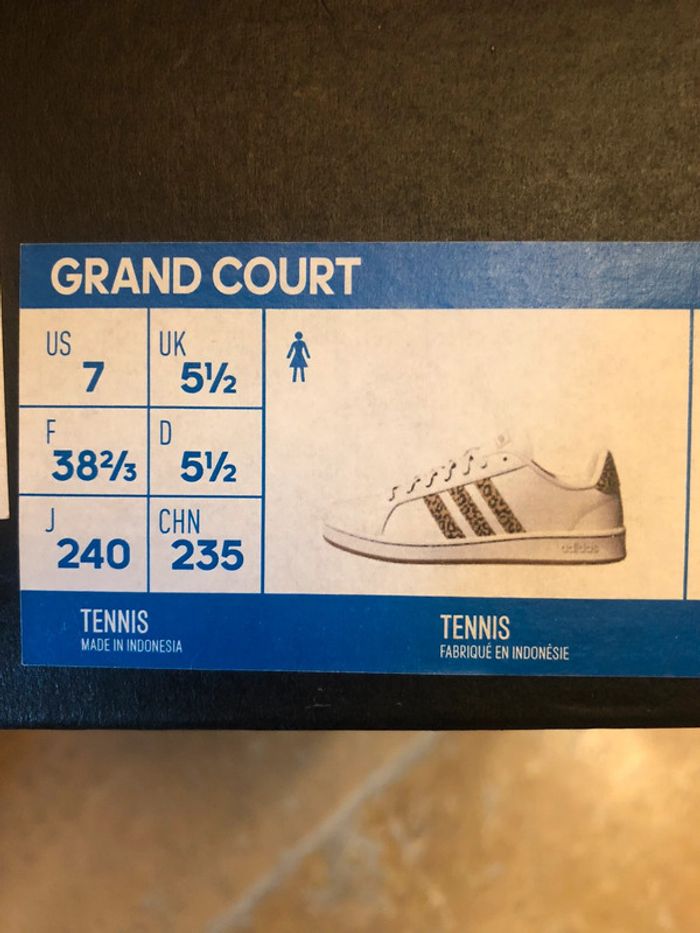 GRAND COURT
US 7
UK 5½
F 38⅔
D 5½
J 240
CHN 235
adidas
TENNIS
MADE IN INDONESIA
TENNIS
FABRIQUÉ EN INDONÉSIE